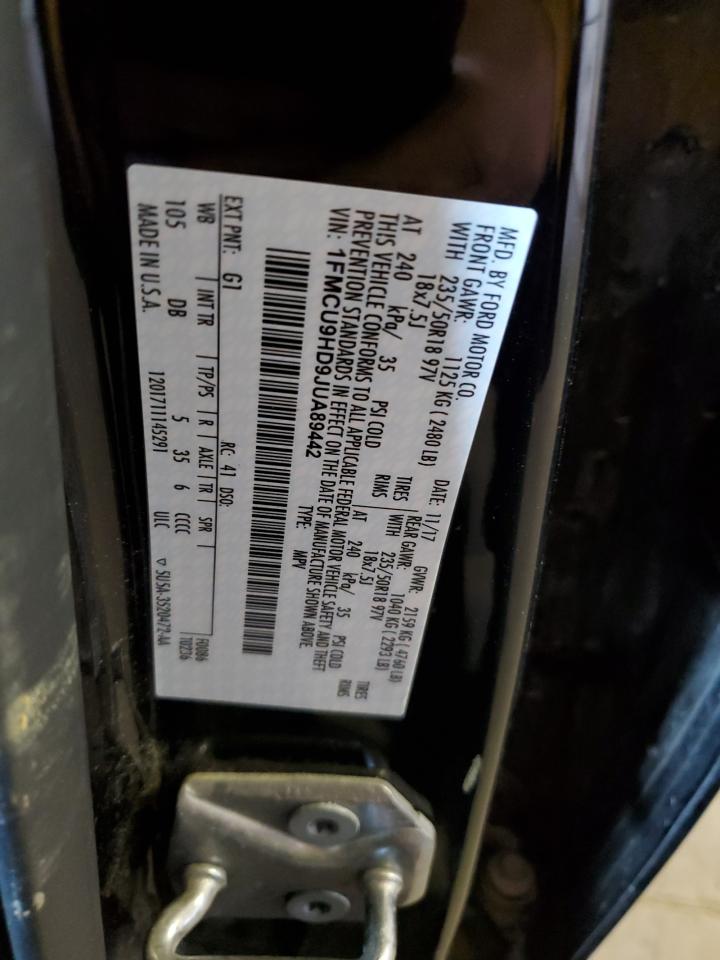 MFD. BY FORD MOTOR CO.
DATE: 11/17 GVWR: 2159 KG (4760 LB)
FRONT GAWR: 1125 KG (2480 LB) REAR GAWR: 1040 KG (2293 LB)
WITH 235/50R18 97V TIRES WITH 235/50R18 97V TIRES
18x7.5J RIMS 18x7.5J RIMS
AT 240 kPa/ 35 PSI COLD AT 240 kPa/ 35 PSI COLD
THIS VEHICLE CONFORMS TO ALL APPLICABLE FEDERAL MOTOR VEHICLE SAFETY AND THEFT
PREVENTION STANDARDS IN EFFECT ON THE DATE OF MANUFACTURE SHOWN ABOVE.
VIN: 1FMCU9HD9JUA89442 TYPE: MPV
EXT PNT: G1 RC: 41 DSO:
WB INT TR TP/PS R AXLE TR SPR F0086
105 DB 5 35 6 CCCC 110236
MADE IN U.S.A. 1201711145291 ULC ▽ 5USA-3520472-AA